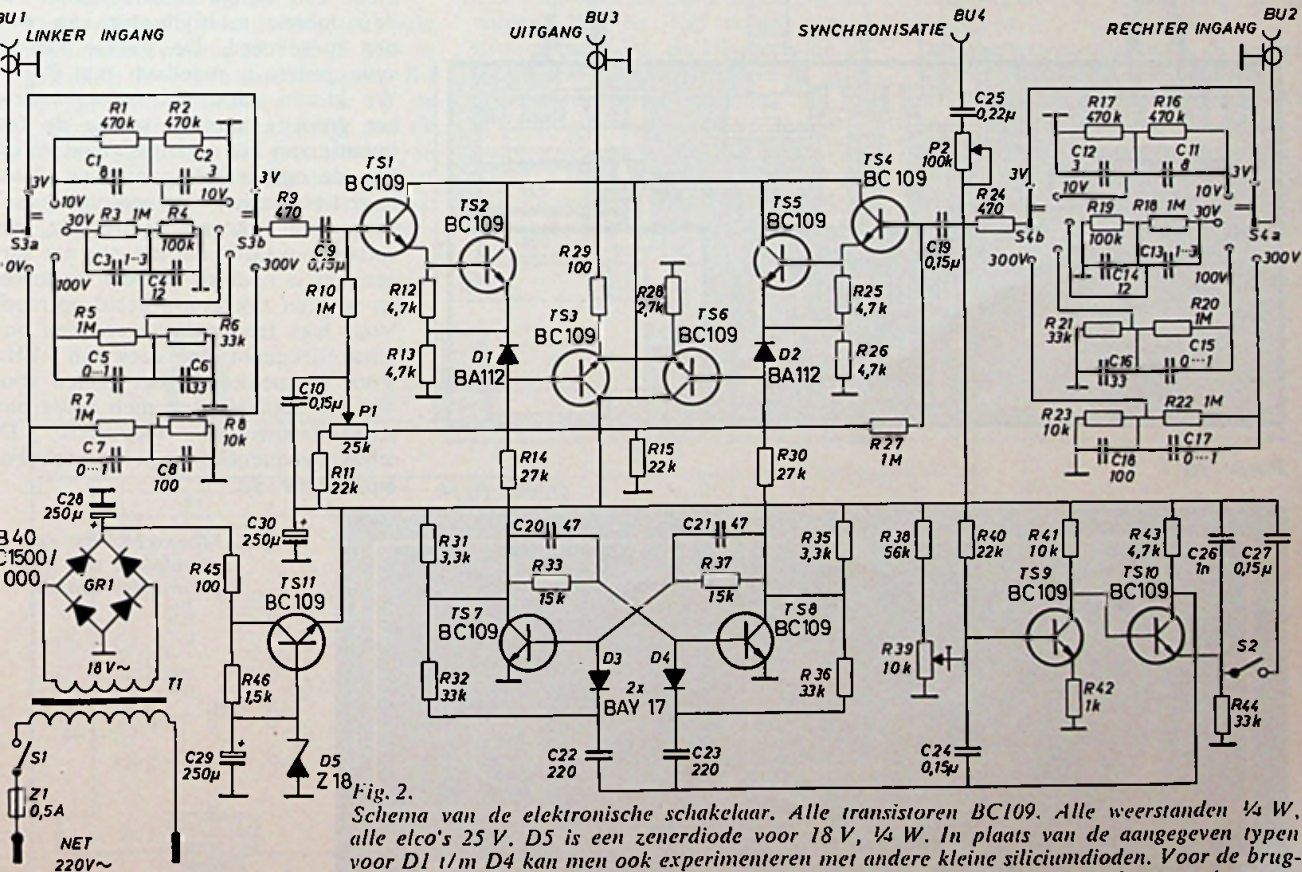 BU1
LINKER INGANG
BU3
UITGANG
BU4
SYNCHRONISATIE
BU2
RECHTER INGANG
R1
470k
R2
470k
C1
8
C2
3
3V
10V
10V
3V
30V
R3 1M
R4
100k
S3a
S3b
C3 1--3
C4
12
100V
300V
R5
1M
R6
33k
C5
0...1
C6
33
R7
1M
R8
10k
C7
0...1
C8
100
R9
470
C9
0,15µ
R10
1M
C10
0,15µ
P1
25k
R11
22k
TS1
BC109
R12
4,7k
R13
4,7k
TS2
BC109
D1
BA112
R14
27k
R29
100
TS3
BC109
R28
2,7k
TS6
BC109
R15
22k
TS5
BC109
D2
BA112
R30
27k
TS4
BC109
R25
4,7k
R26
4,7k
R27
1M
C25
0,22µ
P2
100k
R24
470
C19
0,15µ
3V
S4b
300V
R17
470k
R16
470k
C12
3
C11
8
10V
10V
3V
R19
100k
R18 1M
30V
S4a
C13 1--3
C14
12
100V
300V
R20
1M
R21
33k
C15
0...1
C16
33
R23
10k
R22 1M
C17
0...1
C18
100
C28
250µ
+
B40
C1500/
000
GR1
18V~
T1
S1
Z1
0,5A
NET
220V~
R45
100
R46
1,5k
C29
250µ
+
C30
250µ
+
TS11
BC109
D5
Z18
R31
3,3k
R32
33k
C20 47
R33
15k
TS7
BC109
C21 47
R37
15k
TS8
BC109
D3
D4
2x
BAY 17
C22
220
C23
220
R35
3,3k
R36
33k
R38
56k
R39
10k
R40
22k
C24
0,15µ
R41
10k
TS9
BC109
R42
1k
R43
4,7k
TS10
BC109
C26
1n
C27
0,15µ
S2
R44
33k
Fig. 2.
Schema van de elektronische schakelaar. Alle transistoren BC109. Alle weerstanden ¼ W,
alle elco's 25 V. D5 is een zenerdiode voor 18 V, ¼ W. In plaats van de aangegeven typen
voor D1 t/m D4 kan men ook experimenteren met andere kleine siliciumdioden. Voor de brug-